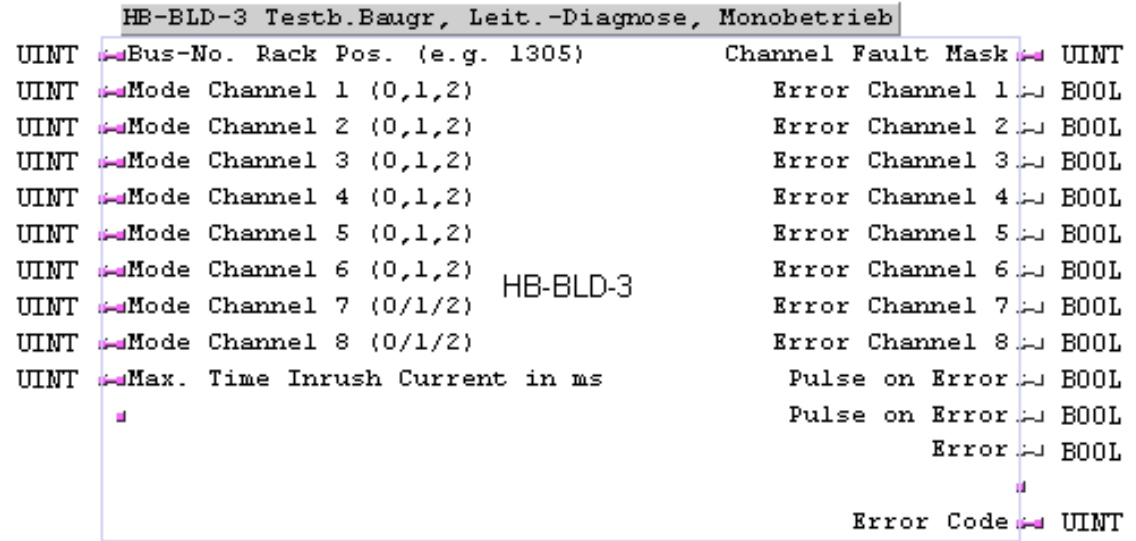 HB-BLD-3 Testb.Baugr, Leit.-Diagnose, Monobetrieb
UINT Bus-No. Rack Pos. (e.g. 1305) Channel Fault Mask UINT
UINT Mode Channel 1 (0,1,2) Error Channel 1 BOOL
UINT Mode Channel 2 (0,1,2) Error Channel 2 BOOL
UINT Mode Channel 3 (0,1,2) Error Channel 3 BOOL
UINT Mode Channel 4 (0,1,2) Error Channel 4 BOOL
UINT Mode Channel 5 (0,1,2) Error Channel 5 BOOL
UINT Mode Channel 6 (0,1,2) Error Channel 6 BOOL
HB-BLD-3
UINT Mode Channel 7 (0/1/2) Error Channel 7 BOOL
UINT Mode Channel 8 (0/1/2) Error Channel 8 BOOL
UINT Max. Time Inrush Current in ms Pulse on Error BOOL
Pulse on Error BOOL
Error BOOL
Error Code UINT